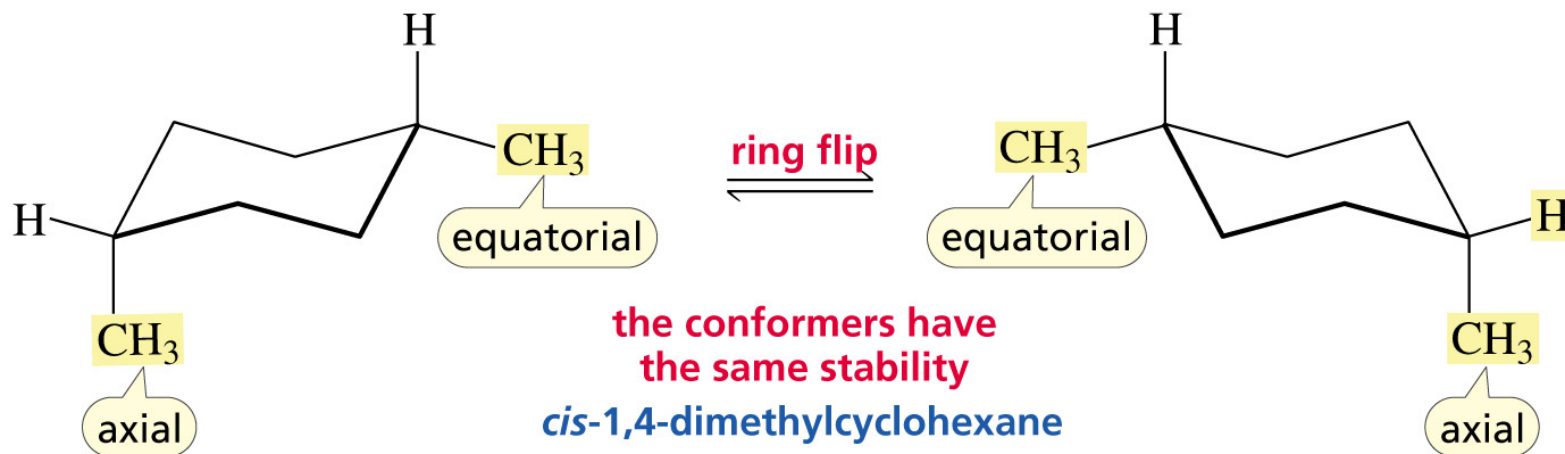 H H
CH₃ ring flip CH₃
H equatorial equatorial H
CH₃ the conformers have CH₃
the same stability
axial cis-1,4-dimethylcyclohexane axial